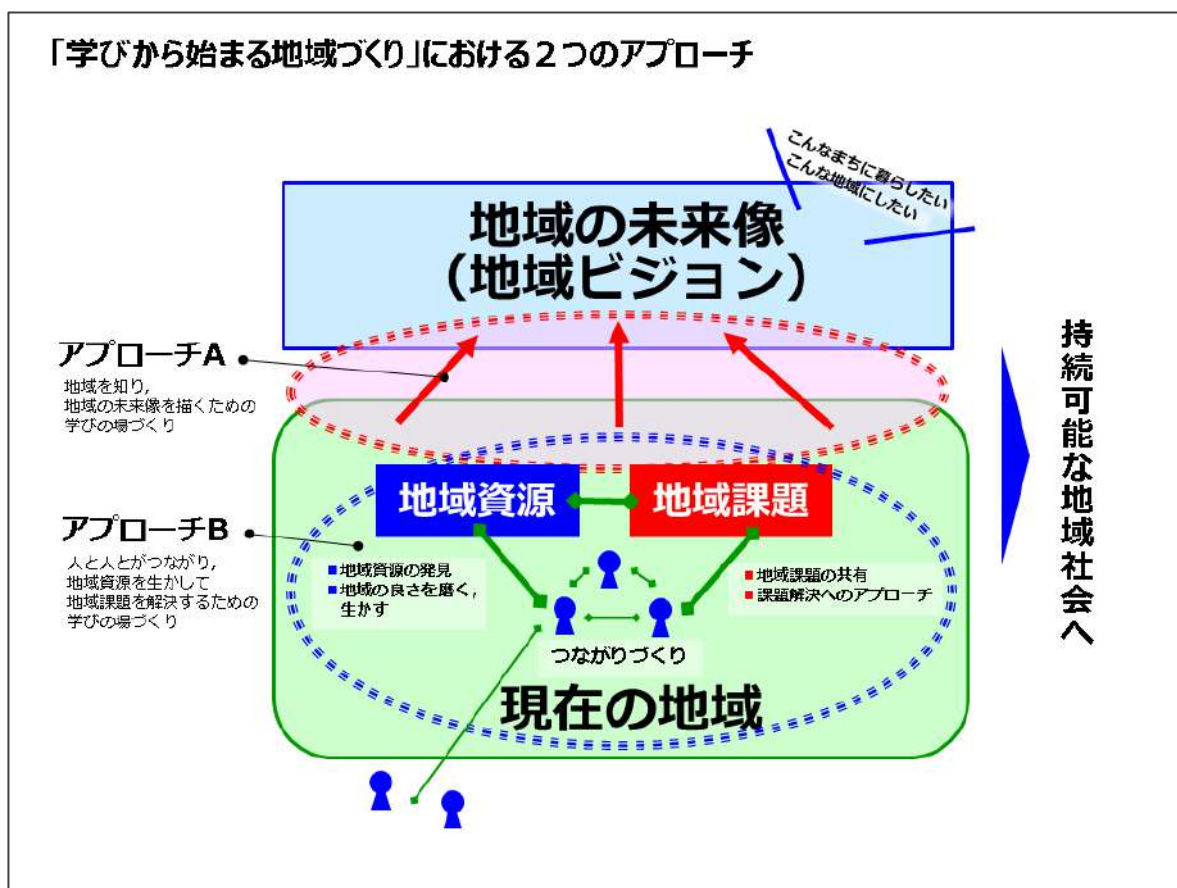 「学びから始まる地域づくり」における２つのアプローチ
こんなまちに暮らしたい
こんな地域にしたい
地域の未来像
（地域ビジョン）
アプローチA
地域を知り，
地域の未来像を描くための
学びの場づくり
地域資源
地域課題
アプローチB
人と人とがつながり，
地域資源を生かして
地域課題を解決するための
学びの場づくり
■地域資源の発見
■地域の良さを磨く，
生かす
■地域課題の共有
■課題解決へのアプローチ
つながりづくり
現在の地域
持続可能な地域社会へ